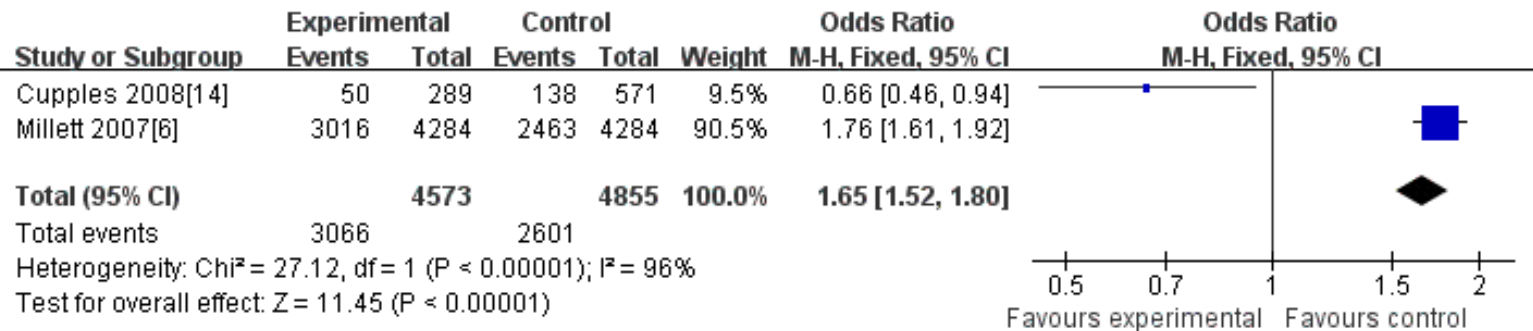 Experimental Control Odds Ratio Odds Ratio
Study or Subgroup Events Total Events Total Weight M-H, Fixed, 95% CI M-H, Fixed, 95% CI
Cupples 2008[14] 50 289 138 571 9.5% 0.66 [0.46, 0.94]
Millett 2007[6] 3016 4284 2463 4284 90.5% 1.76 [1.61, 1.92]
Total (95% CI) 4573 4855 100.0% 1.65 [1.52, 1.80]
Total events 3066 2601
Heterogeneity: Chi² = 27.12, df = 1 (P < 0.00001); I² = 96%
Test for overall effect: Z = 11.45 (P < 0.00001)
0.5 0.7 1 1.5 2
Favours experimental Favours control